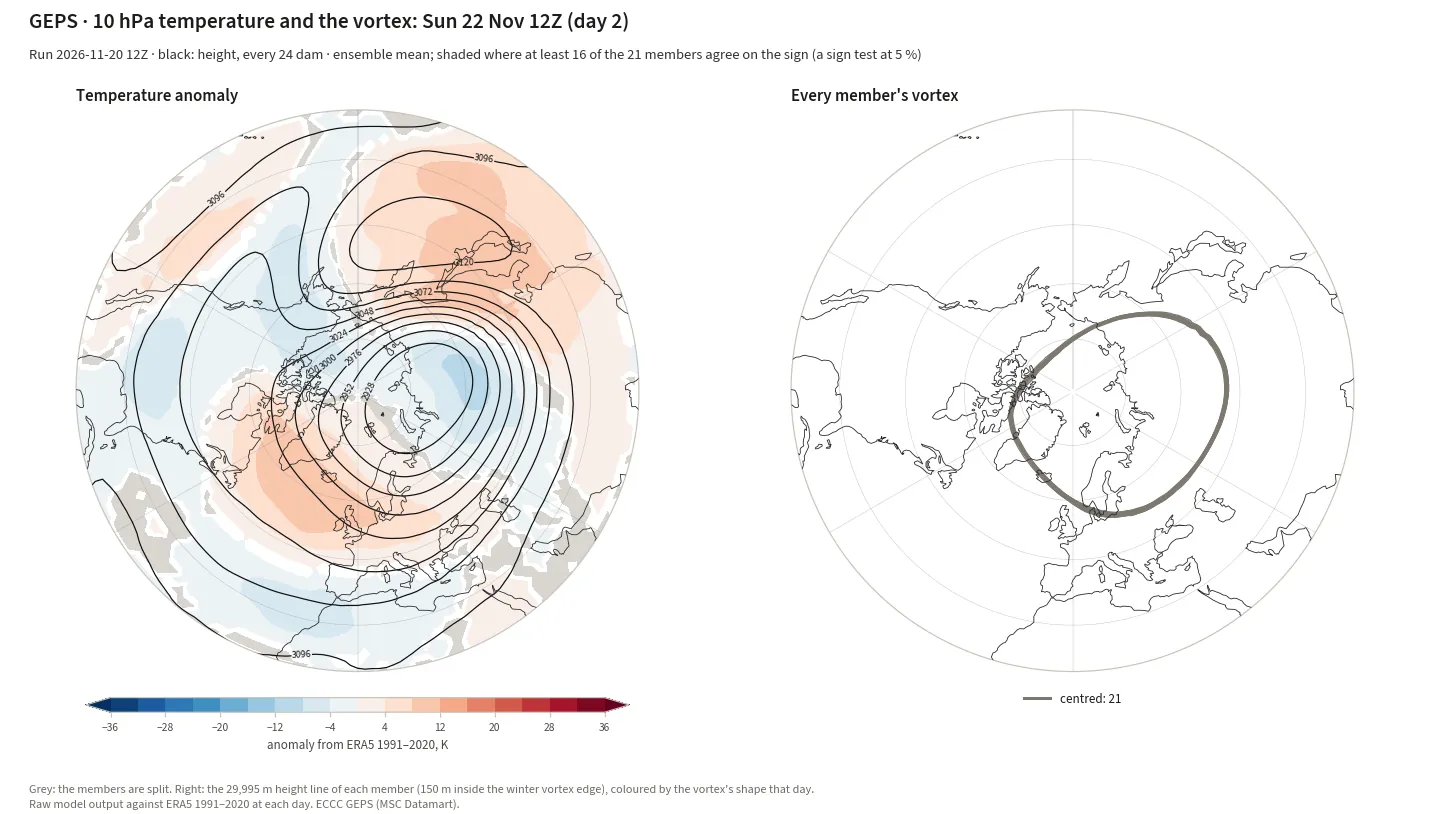 GEPS · 10 hPa temperature and the vortex: Sun 22 Nov 12Z (day 2)
Run 2026-11-20 12Z · black: height, every 24 dam · ensemble mean; shaded where at least 16 of the 21 members agree on the sign (a sign test at 5 %)
Temperature anomaly
Every member's vortex
3096
3096
3120
3072
3048
3024
3000
2976
2952
2928
3096
−36 −28 −20 −12 −4 4 12 20 28 36
anomaly from ERA5 1991–2020, K
centred: 21
Grey: the members are split. Right: the 29,995 m height line of each member (150 m inside the winter vortex edge), coloured by the vortex's shape that day.
Raw model output against ERA5 1991–2020 at each day. ECCC GEPS (MSC Datamart).